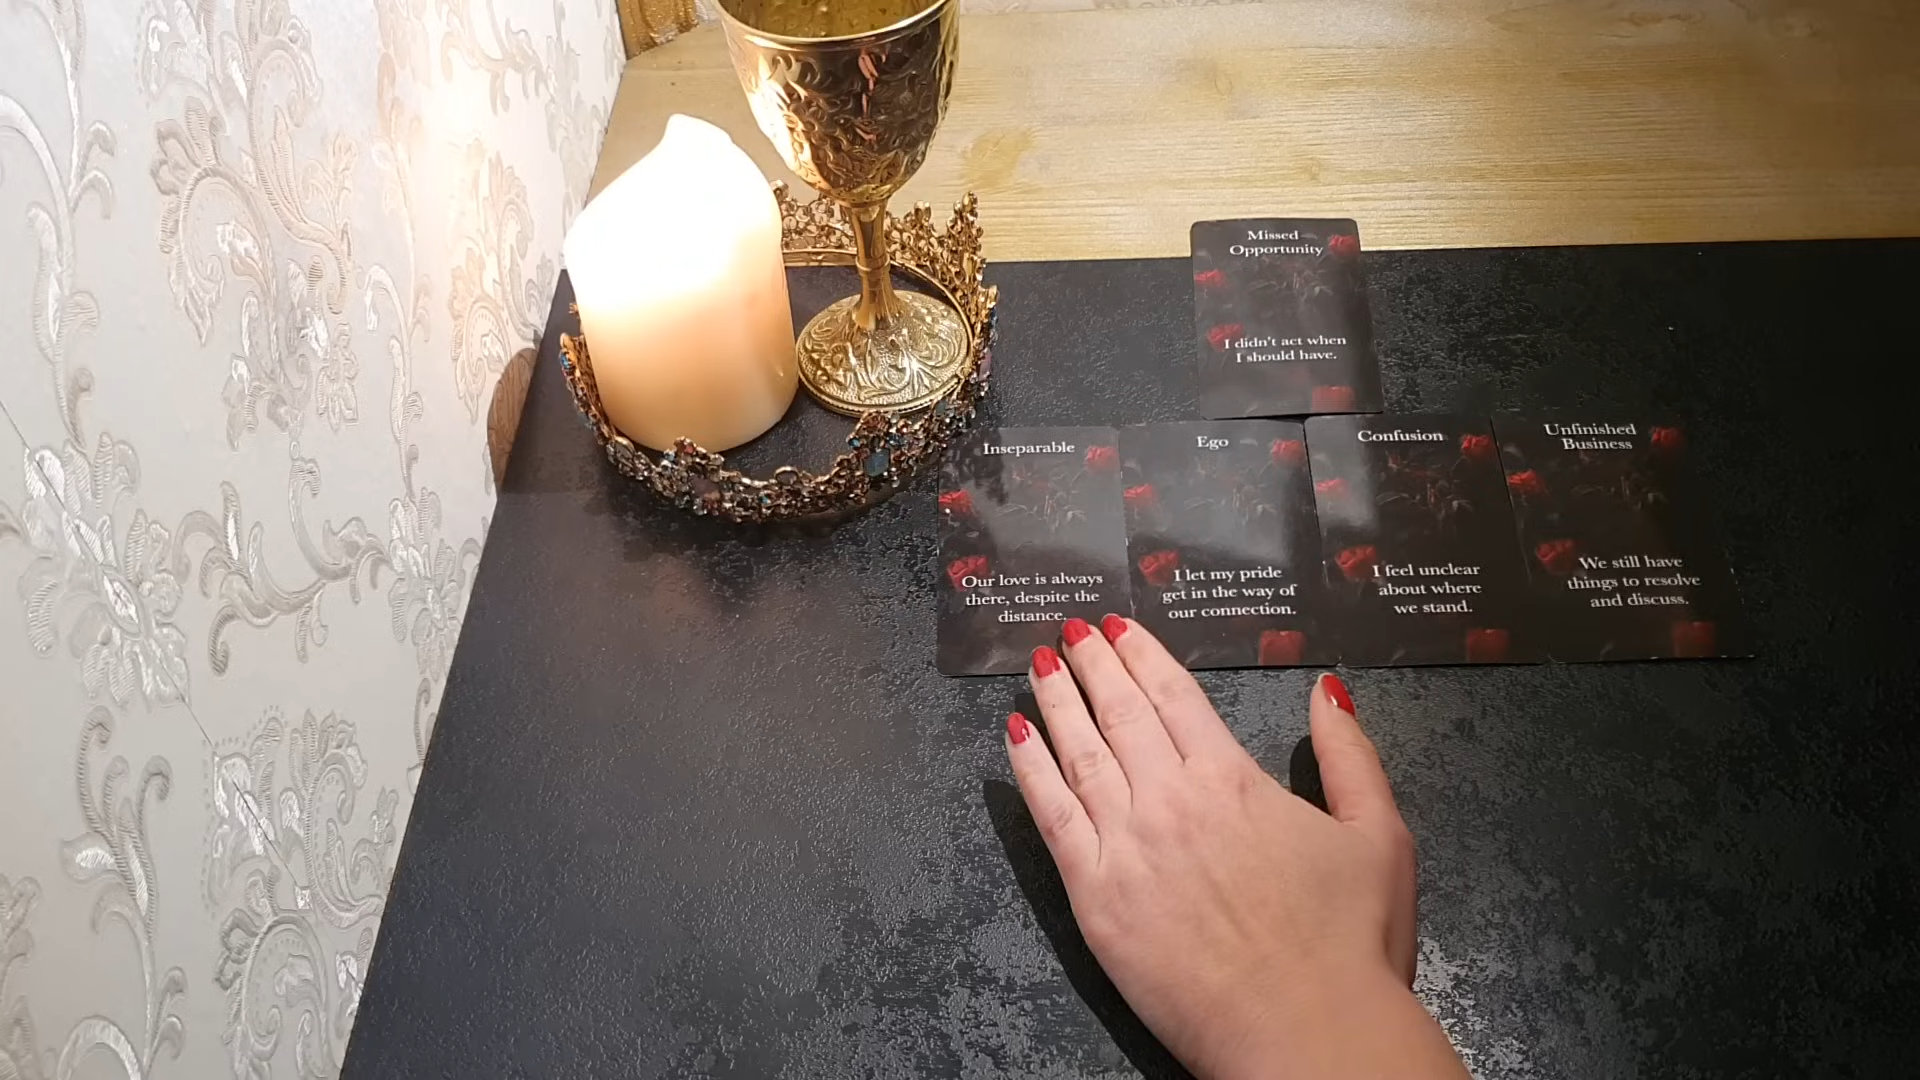 Missed
Opportunity
I didn't act when
I should have.
Inseparable
Our love is always
there, despite the
distance.
Ego
I let my pride
get in the way of
our connection.
Confusion
I feel unclear
about where
we stand.
Unfinished
Business
We still have
things to resolve
and discuss.